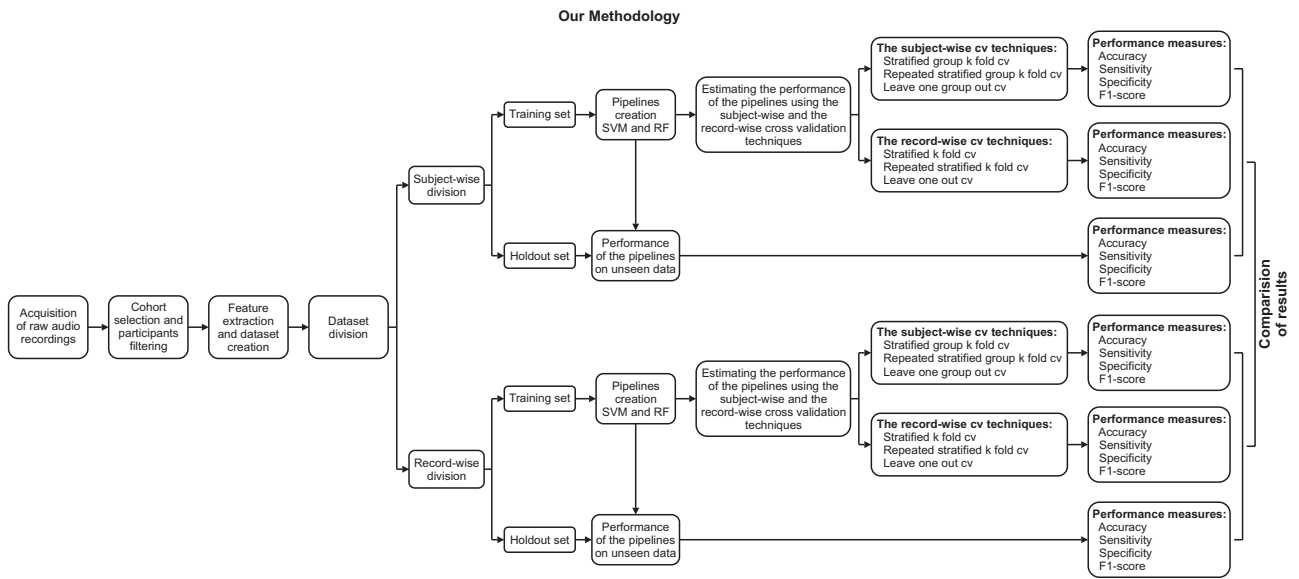 Our Methodology
Acquisition
of raw audio
recordings
Cohort
selection and
participants
filtering
Feature
extraction
and dataset
creation
Dataset
division
Subject-wise
division
Training set
Pipelines
creation
SVM and RF
Estimating the performance
of the pipelines using the
subject-wise and the
record-wise cross validation
techniques
The subject-wise cv techniques:
Stratified group k fold cv
Repeated stratified group k fold cv
Leave one group out cv
Performance measures:
Accuracy
Sensitivity
Specificity
F1-score
The record-wise cv techniques:
Stratified k fold cv
Repeated stratified k fold cv
Leave one out cv
Performance measures:
Accuracy
Sensitivity
Specificity
F1-score
Holdout set
Performance
of the pipelines
on unseen data
Performance measures:
Accuracy
Sensitivity
Specificity
F1-score
Record-wise
division
Training set
Pipelines
creation
SVM and RF
Estimating the performance
of the pipelines using the
subject-wise and the
record-wise cross validation
techniques
The subject-wise cv techniques:
Stratified group k fold cv
Repeated stratified group k fold cv
Leave one group out cv
Performance measures:
Accuracy
Sensitivity
Specificity
F1-score
The record-wise cv techniques:
Stratified k fold cv
Repeated stratified k fold cv
Leave one out cv
Performance measures:
Accuracy
Sensitivity
Specificity
F1-score
Holdout set
Performance
of the pipelines
on unseen data
Performance measures:
Accuracy
Sensitivity
Specificity
F1-score
Comparision
of results